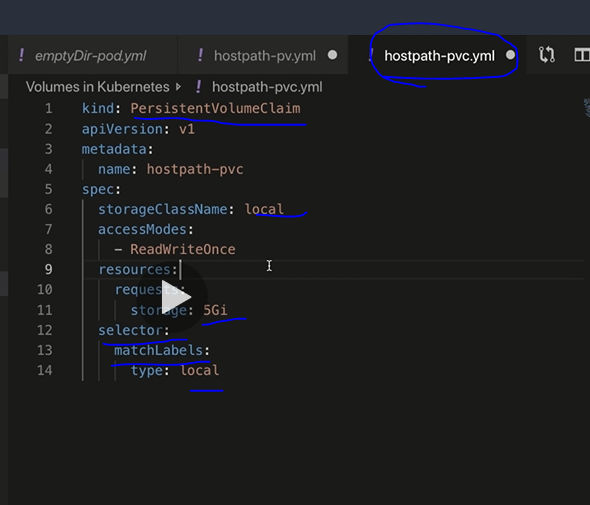 ! emptyDir-pod.yml ! hostpath-pv.yml ! hostpath-pvc.yml
Volumes in Kubernetes ▸ ! hostpath-pvc.yml
1 kind: PersistentVolumeClaim
2 apiVersion: v1
3 metadata:
4 name: hostpath-pvc
5 spec:
6 storageClassName: local
7 accessModes:
8 - ReadWriteOnce
9 resources:
10 requests:
11 storage: 5Gi
12 selector:
13 matchLabels:
14 type: local